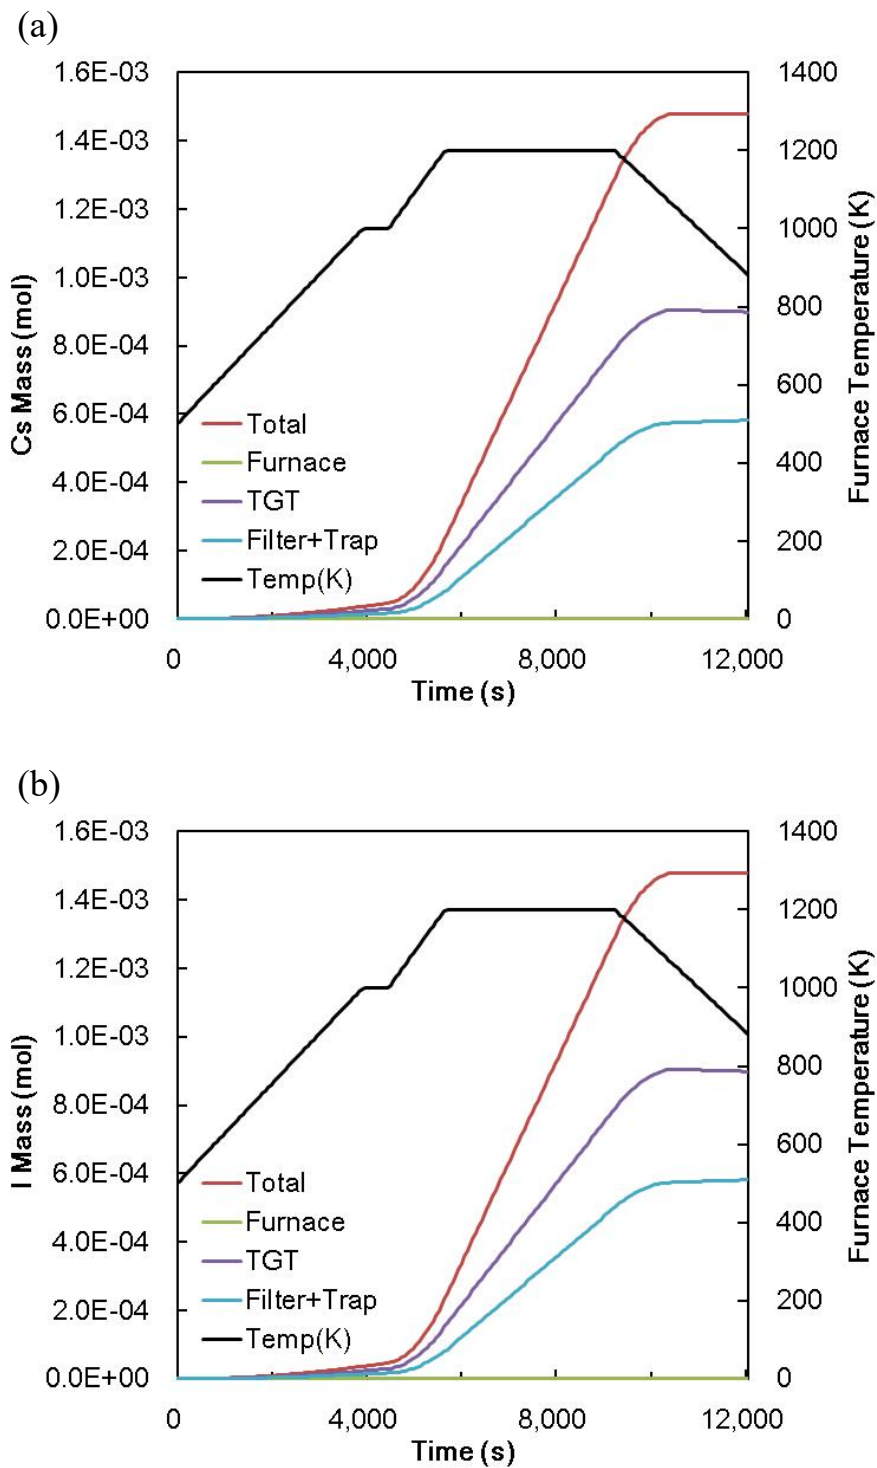 (a)
1.6E-03
1.4E-03
1.2E-03
1.0E-03
8.0E-04
6.0E-04
4.0E-04
2.0E-04
0.0E+00
Cs Mass (mol)
Total
Furnace
TGT
Filter+Trap
Temp(K)
1400
1200
1000
800
600
400
200
0
Furnace Temperature (K)
0 4,000 8,000 12,000
Time (s)
(b)
1.6E-03
1.4E-03
1.2E-03
1.0E-03
8.0E-04
6.0E-04
4.0E-04
2.0E-04
0.0E+00
I Mass (mol)
Total
Furnace
TGT
Filter+Trap
Temp(K)
1400
1200
1000
800
600
400
200
0
Furnace Temperature (K)
0 4,000 8,000 12,000
Time (s)